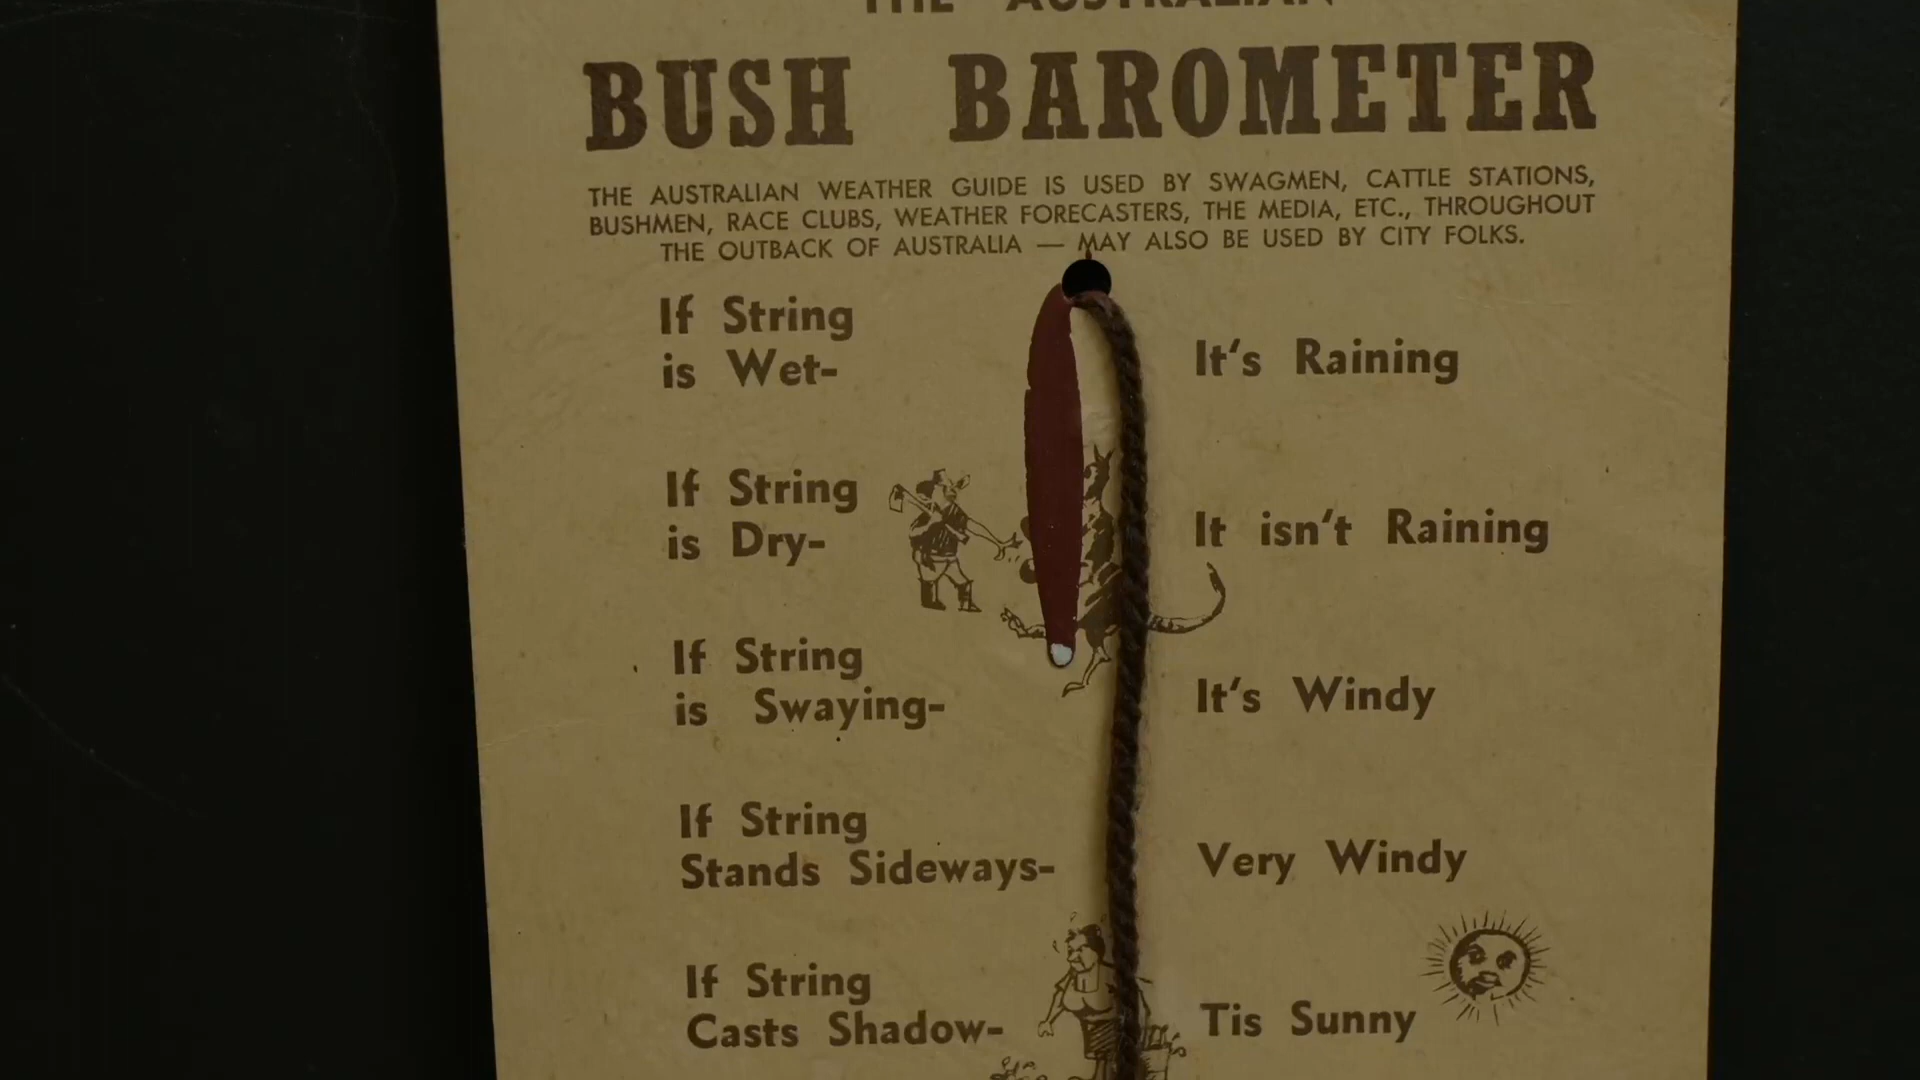 THE AUSTRALIAN
BUSH BAROMETER
THE AUSTRALIAN WEATHER GUIDE IS USED BY SWAGMEN, CATTLE STATIONS,
BUSHMEN, RACE CLUBS, WEATHER FORECASTERS, THE MEDIA, ETC., THROUGHOUT
THE OUTBACK OF AUSTRALIA — MAY ALSO BE USED BY CITY FOLKS.
If String
is Wet-
It's Raining
If String
is Dry-
It isn't Raining
If String
is Swaying-
It's Windy
If String
Stands Sideways-
Very Windy
If String
Casts Shadow-
Tis Sunny